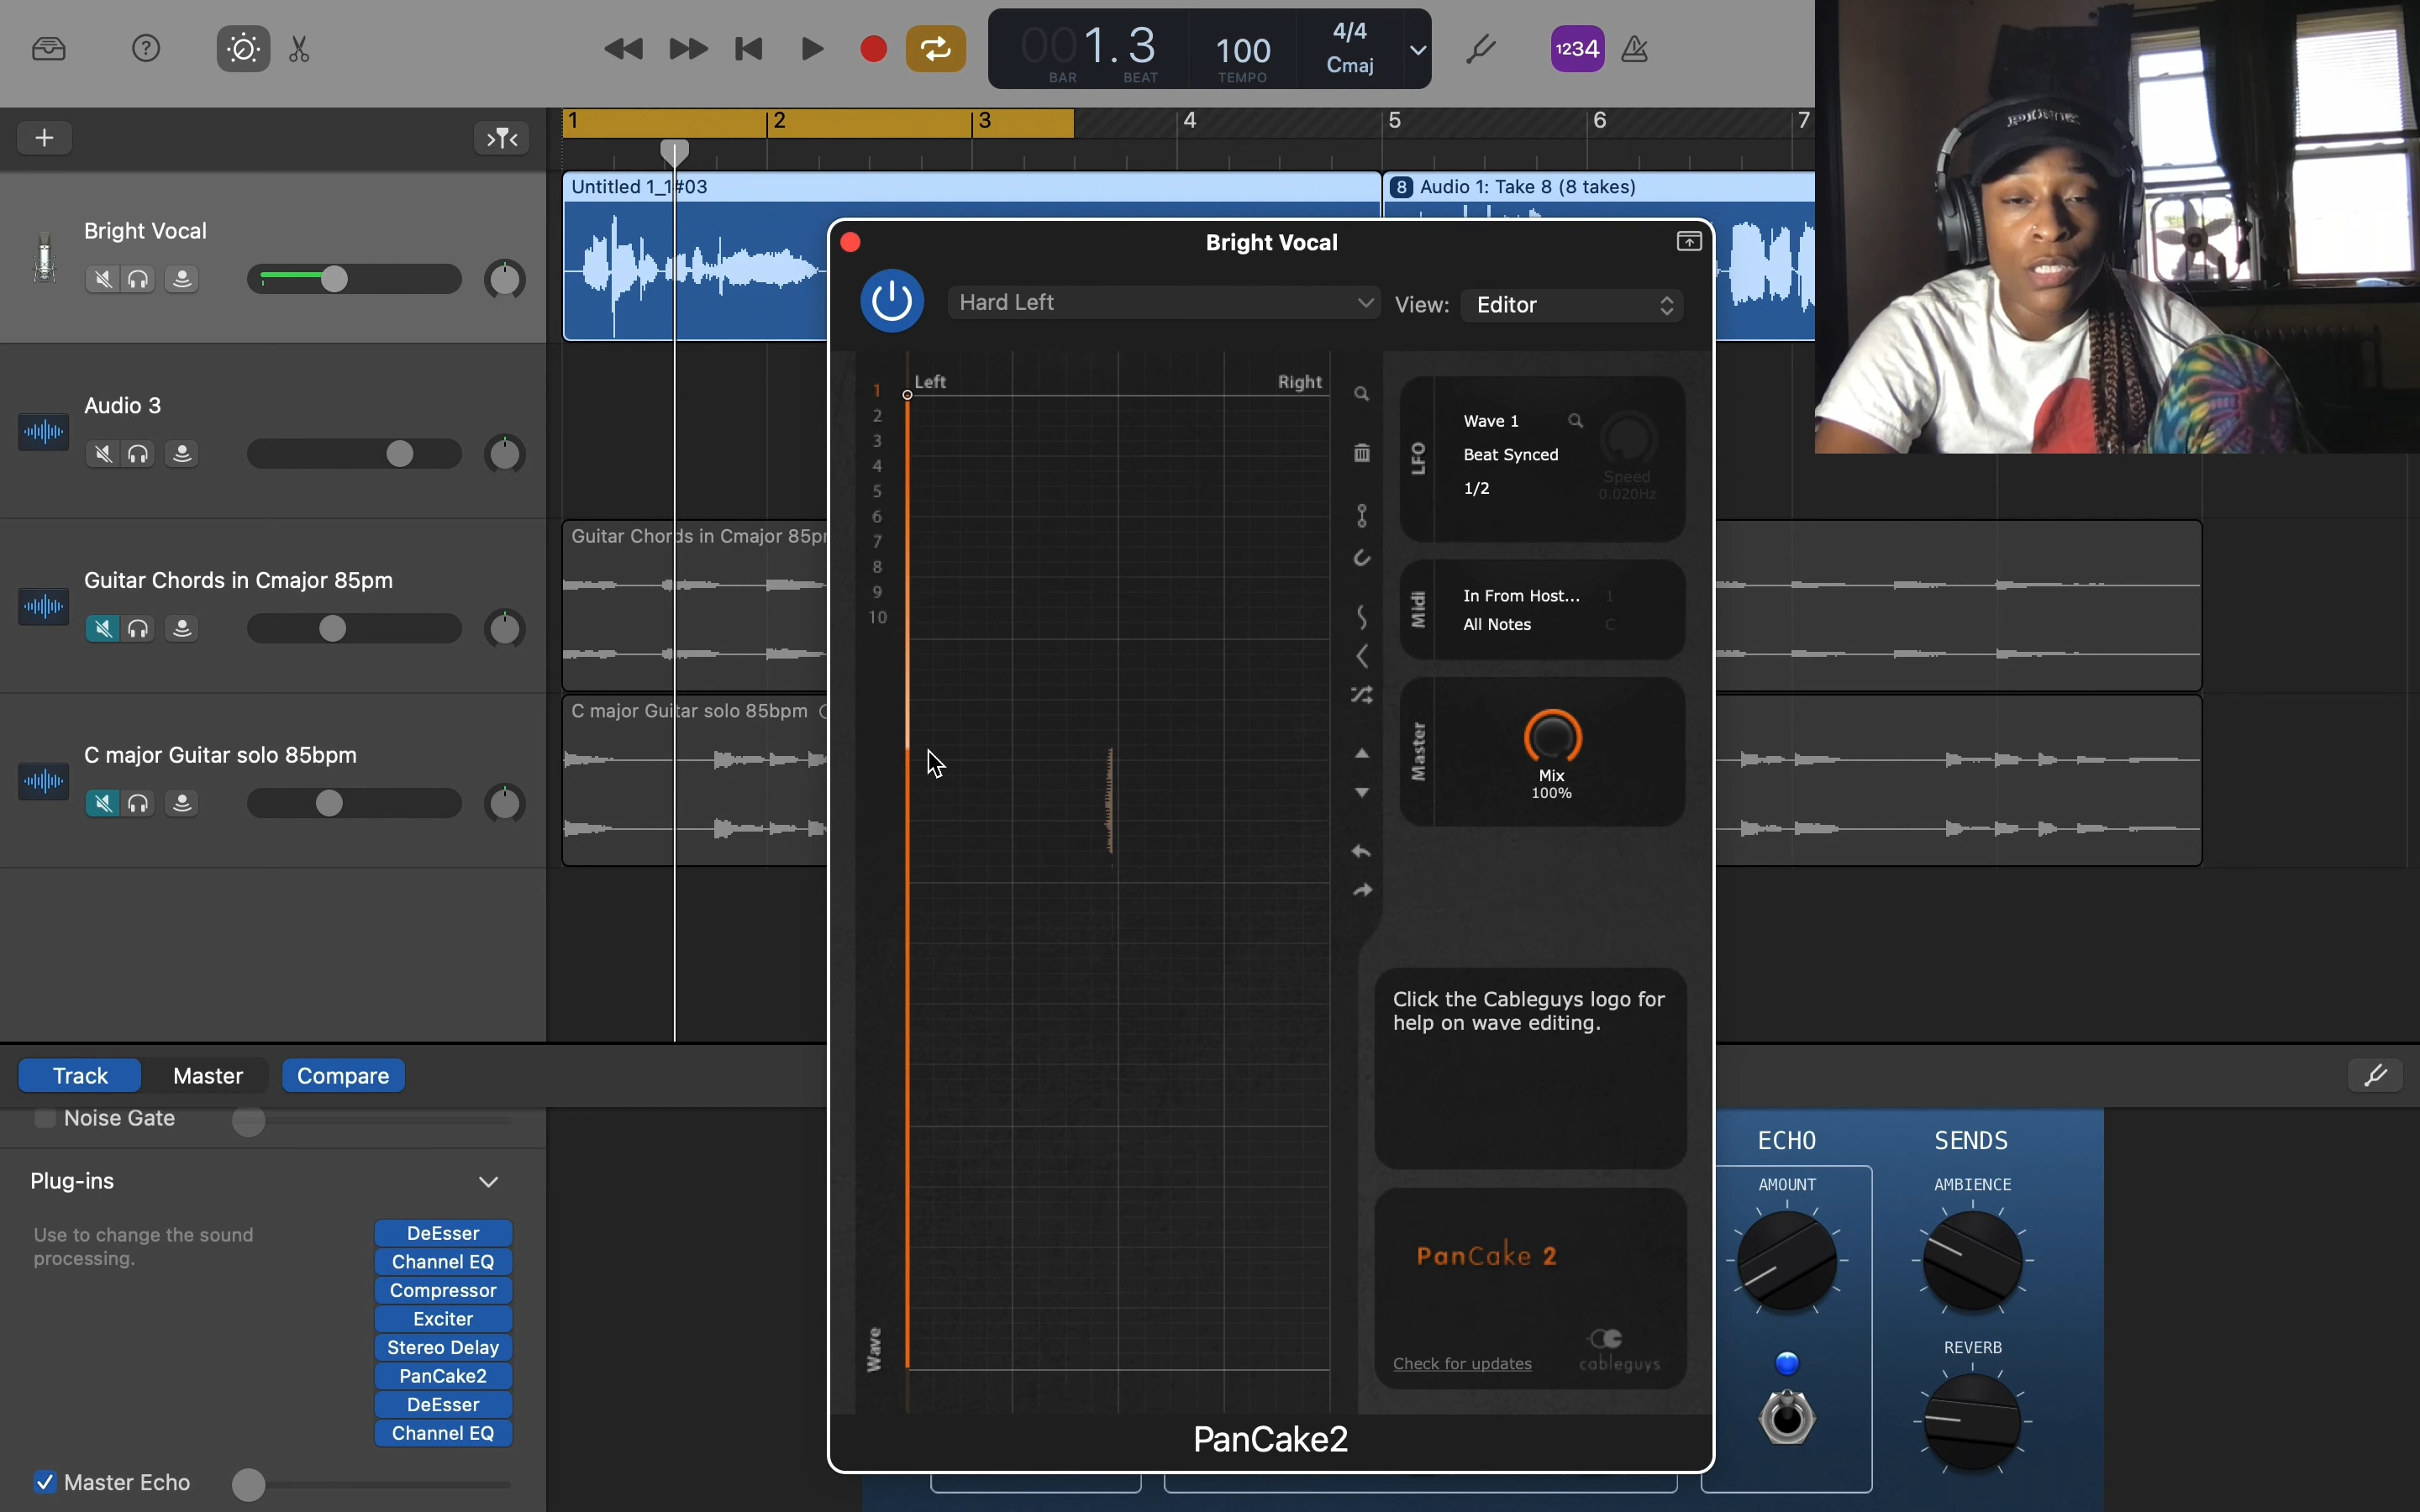 001.3
BAR
BEAT
100
TEMPO
4/4
Cmaj
1234
1
2
3
4
5
6
7
Bright Vocal
Untitled 1_1#03
8 Audio 1: Take 8 (8 takes)
Audio 3
Guitar Chords in Cmajor 85pm
Guitar Chords in Cmajor 85p
C major Guitar solo 85bpm
C major Guitar solo 85bpm
Bright Vocal
Hard Left
View:
Editor
Left
Right
1
2
3
4
5
6
7
8
9
10
Wave
LFO
Wave 1
Beat Synced
1/2
Speed
0.020Hz
Midi
In From Host... 1
All Notes C
Master
Mix
100%
Click the Cableguys logo for
help on wave editing.
PanCake 2
Check for updates
cableguys
PanCake2
Track
Master
Compare
Noise Gate
Plug-ins
Use to change the sound
processing.
DeEsser
Channel EQ
Compressor
Exciter
Stereo Delay
PanCake2
DeEsser
Channel EQ
Master Echo
ECHO
AMOUNT
SENDS
AMBIENCE
REVERB